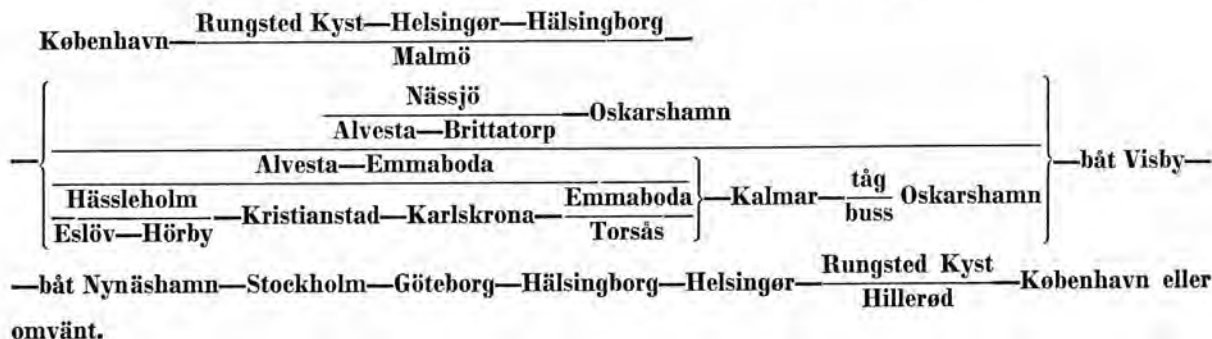 Rungsted Kyst—Helsingør—Hälsingborg
København— —
Malmö
Nässjö
—Oskarshamn
Alvesta—Brittatorp
Alvesta—Emmaboda
— —båt Visby—
Hässleholm Emmaboda tåg
—Kristianstad—Karlskrona— —Kalmar— Oskarshamn
Eslöv—Hörby Torsås buss
Rungsted Kyst
—båt Nynäshamn—Stockholm—Göteborg—Hälsingborg—Helsingør— —København eller
Hillerød
omvänt.